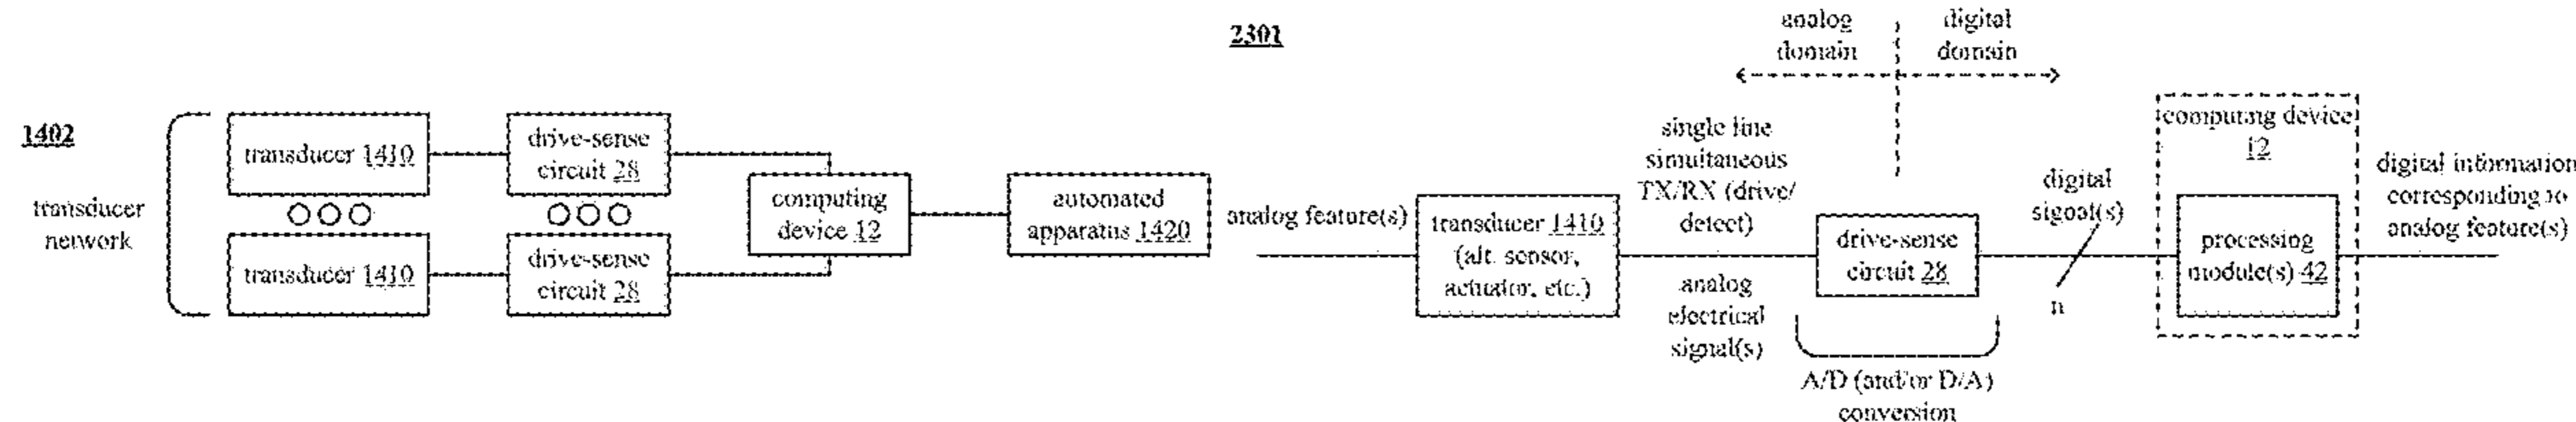 1402
transducer
network
transducer 1410
transducer 1410
drive-sense
circuit 28
drive-sense
circuit 28
computing
device 12
automated
apparatus 1420
2301
analog feature(s)
transducer 1410
(alt. sensor,
actuator, etc.)
single line
simultaneous
TX/RX (drive/
detect)
analog
electrical
signal(s)
analog
domain
digital
domain
drive-sense
circuit 28
A/D (and/or D/A)
conversion
digital
signal(s)
n
computing device
12
processing
module(s) 42
digital information
corresponding to
analog feature(s)